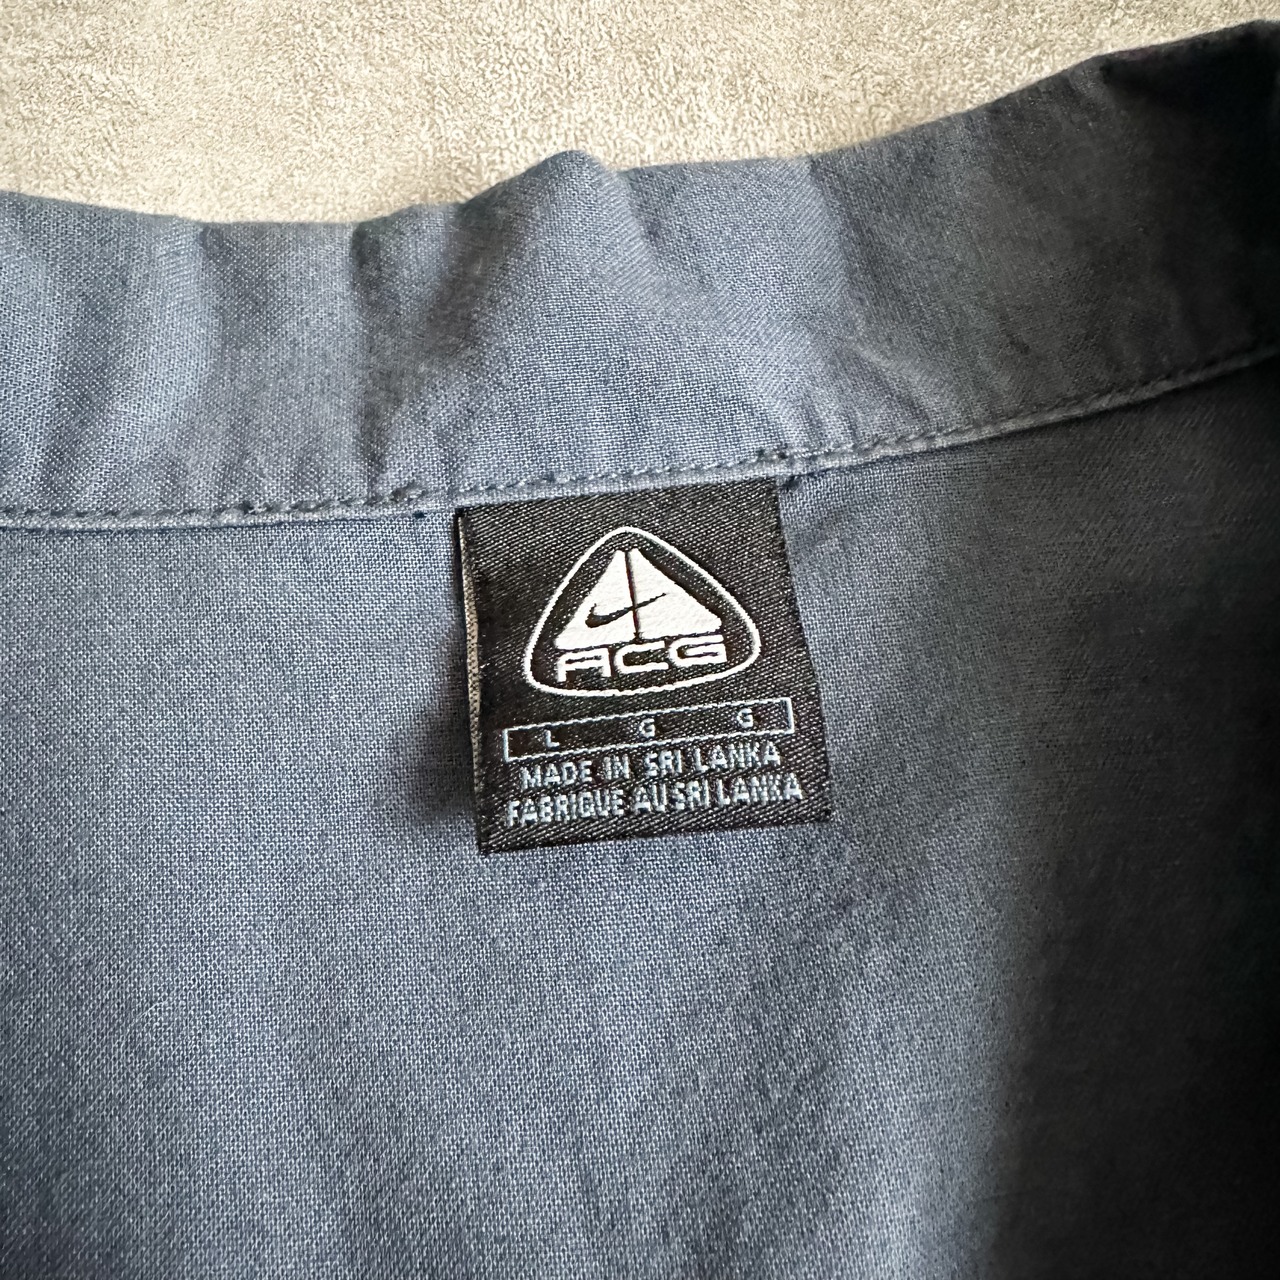 ACG
L G G
MADE IN SRI LANKA
FABRIQUE AU SRI LANKA